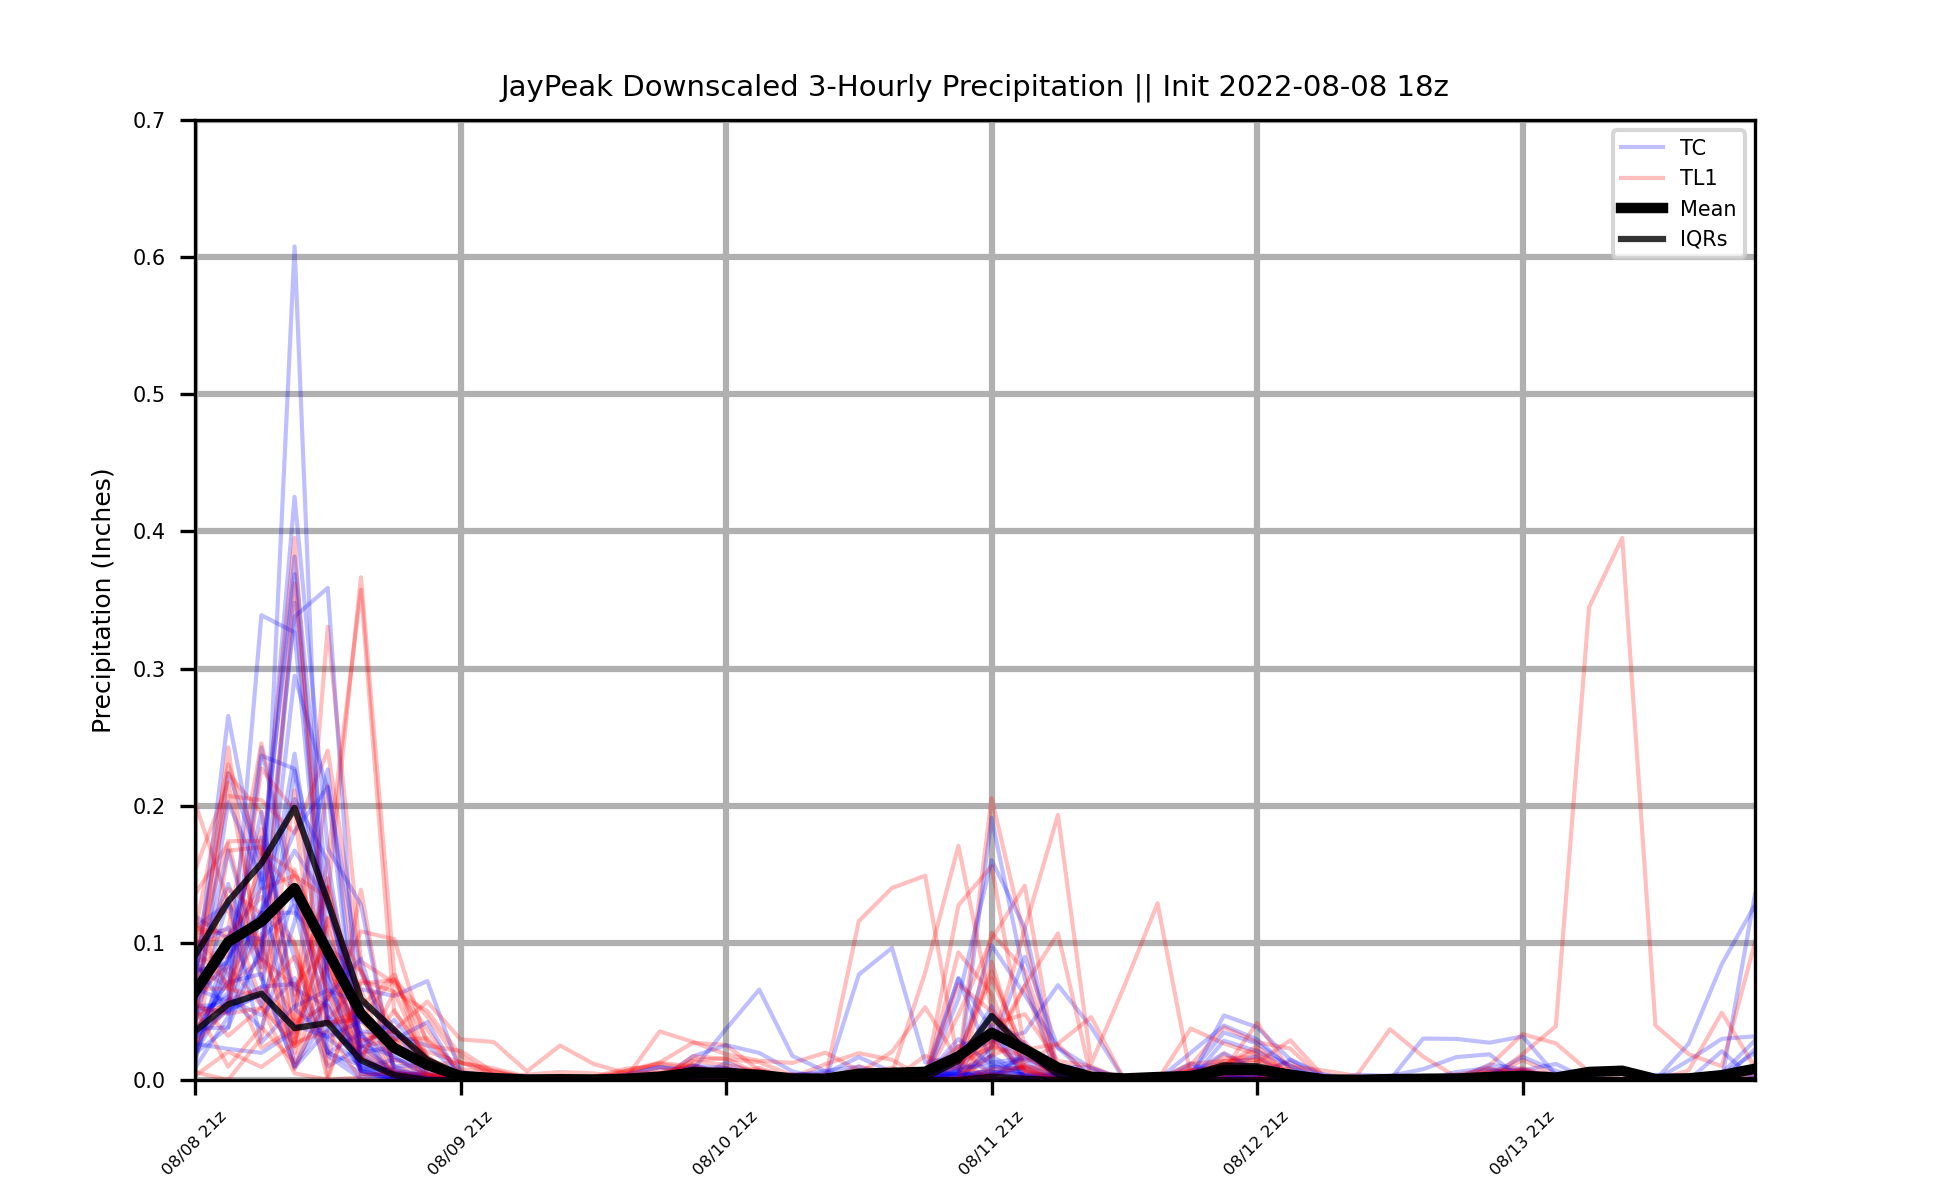 JayPeak Downscaled 3-Hourly Precipitation || Init 2022-08-08 18z
TC
TL1
Mean
IQRs
Precipitation (Inches)
0.7
0.6
0.5
0.4
0.3
0.2
0.1
0.0
08/08 21z
08/09 21z
08/10 21z
08/11 21z
08/12 21z
08/13 21z